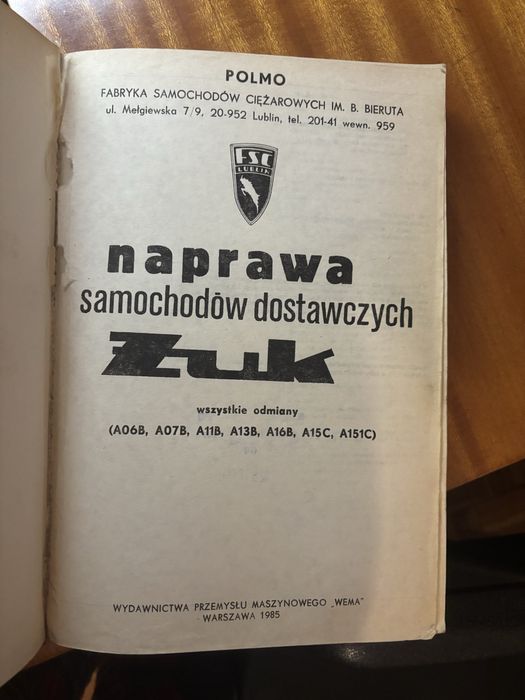 POLMO
FABRYKA SAMOCHODÓW CIĘŻAROWYCH IM. B. BIERUTA
ul. Mełgiewska 7/9, 20-952 Lublin, tel. 201-41 wewn. 959
FSC
LUBLIN
naprawa
samochodów dostawczych
Żuk
wszystkie odmiany
(A06B, A07B, A11B, A13B, A16B, A15C, A151C)
WYDAWNICTWA PRZEMYSŁU MASZYNOWEGO „WEMA"
WARSZAWA 1985